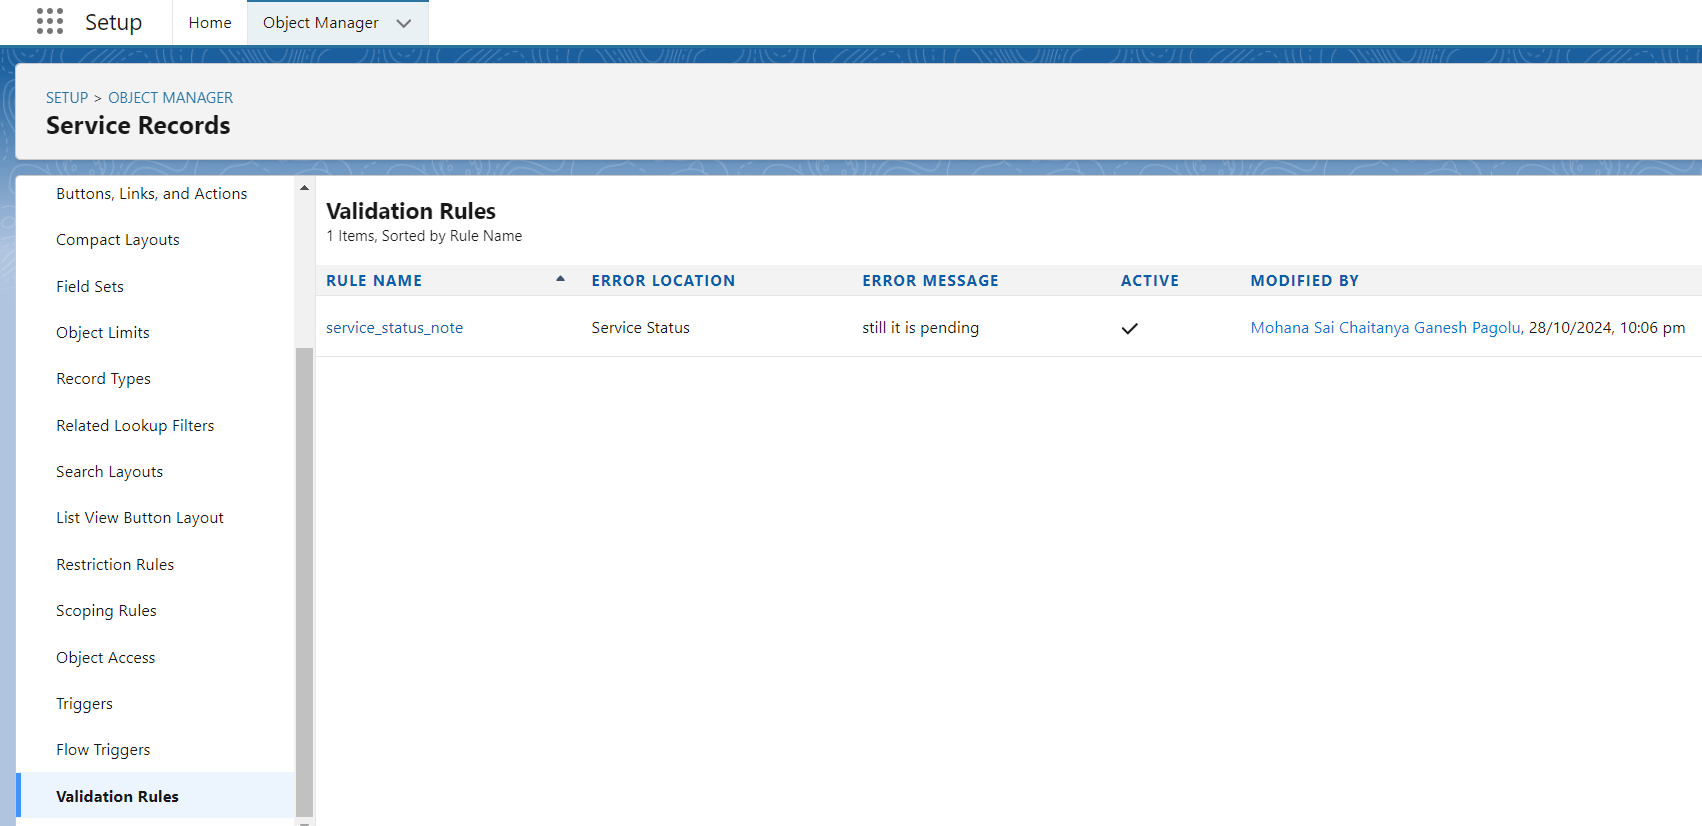 Setup Home Object Manager
SETUP > OBJECT MANAGER
Service Records
Buttons, Links, and Actions
Compact Layouts
Field Sets
Object Limits
Record Types
Related Lookup Filters
Search Layouts
List View Button Layout
Restriction Rules
Scoping Rules
Object Access
Triggers
Flow Triggers
Validation Rules
Validation Rules
1 Items, Sorted by Rule Name
RULE NAME ERROR LOCATION ERROR MESSAGE ACTIVE MODIFIED BY
service_status_note Service Status still it is pending Mohana Sai Chaitanya Ganesh Pagolu, 28/10/2024, 10:06 pm